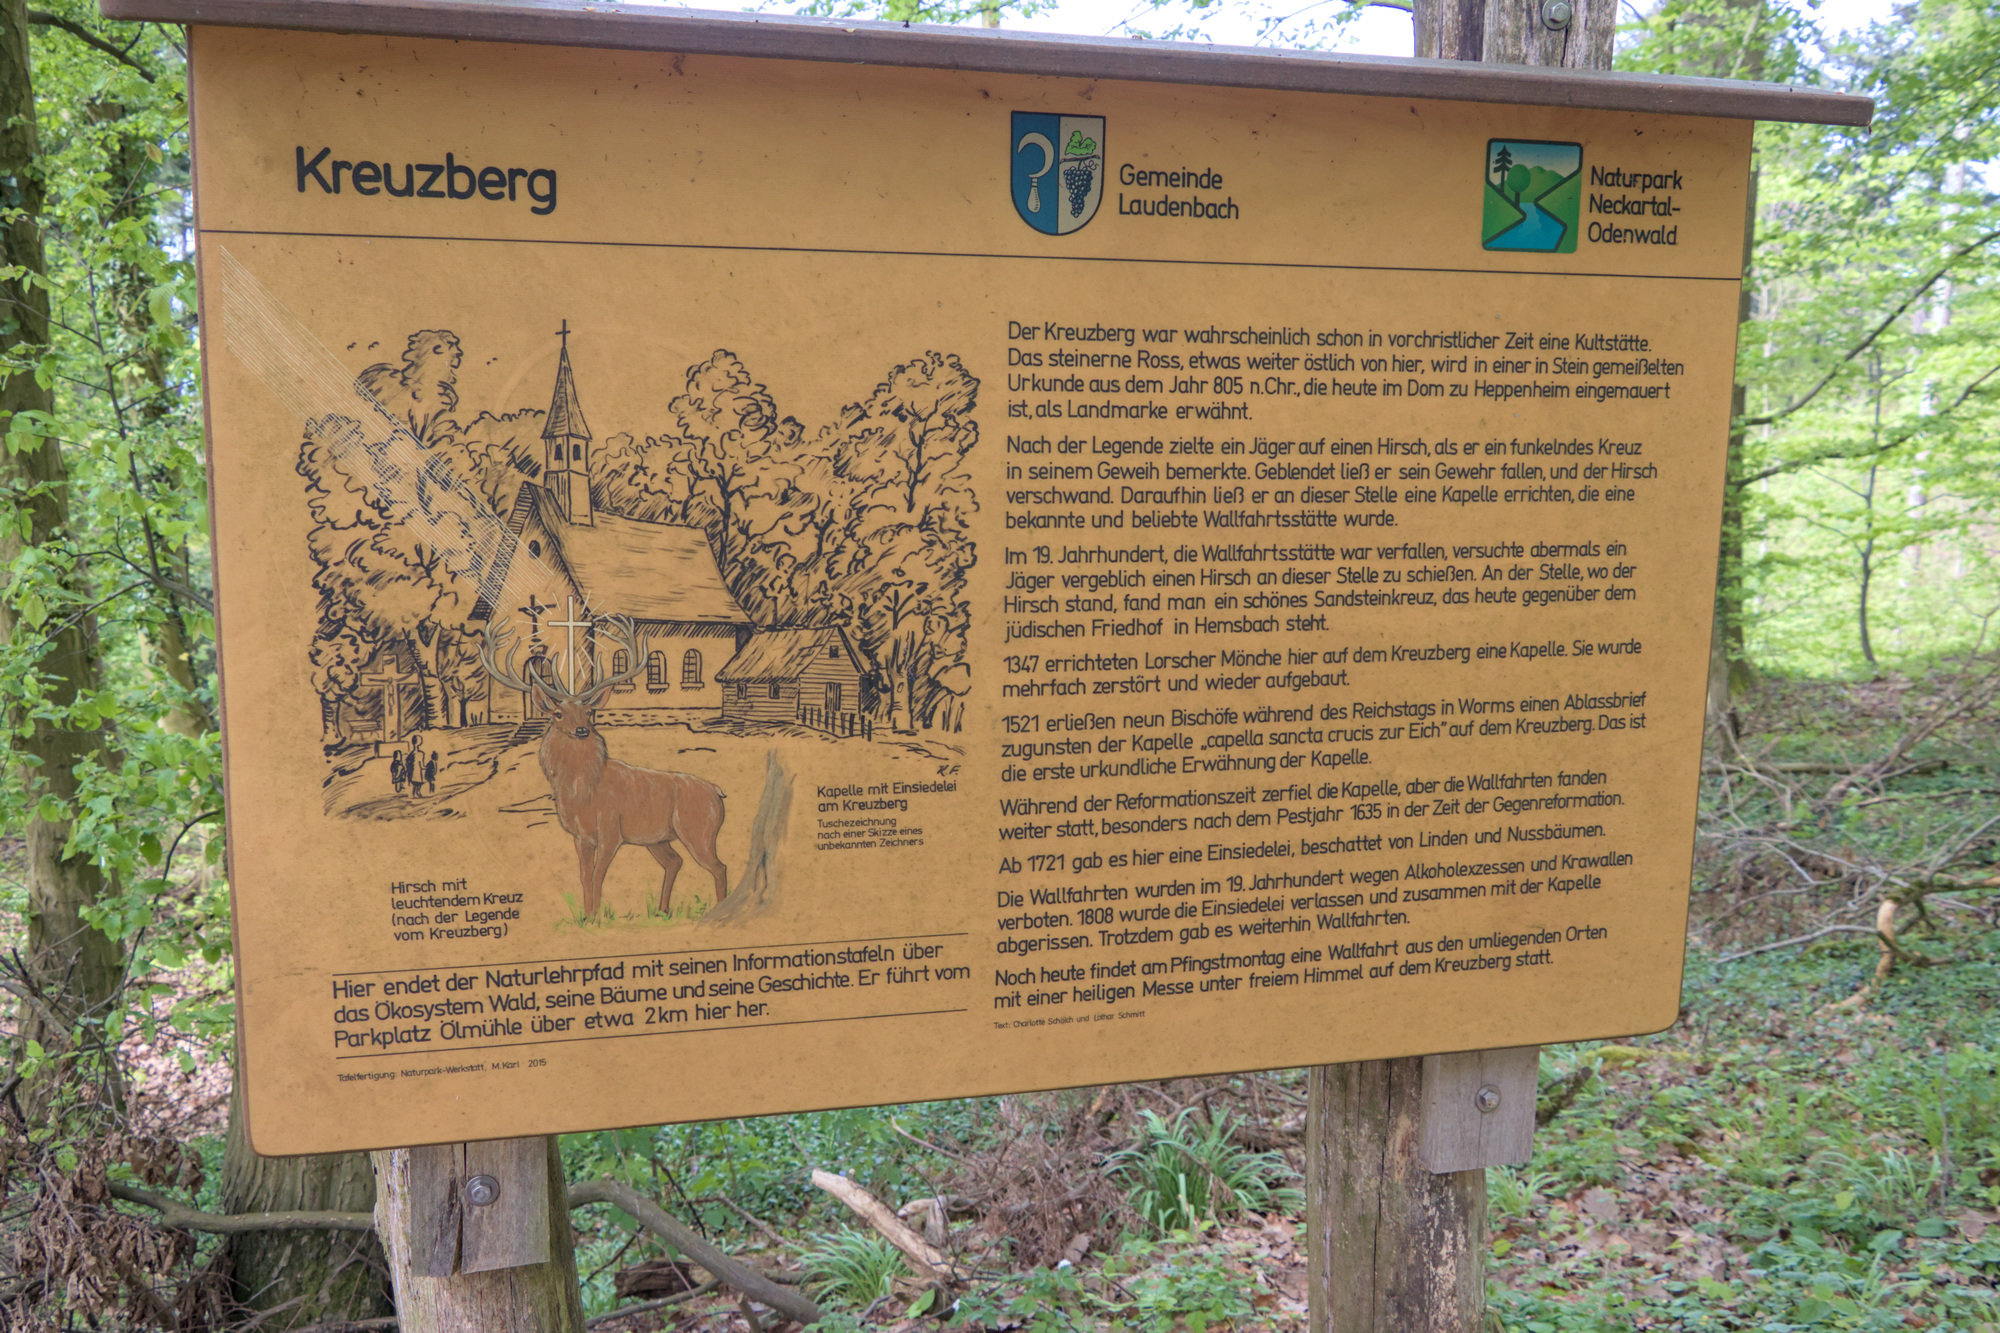 Kreuzberg
Gemeinde
Laudenbach
Naturpark
Neckartal-
Odenwald
Der Kreuzberg war wahrscheinlich schon in vorchristlicher Zeit eine Kultstätte.
Das steinerne Ross, etwas weiter östlich von hier, wird in einer in Stein gemeißelten
Urkunde aus dem Jahr 805 n.Chr., die heute im Dom zu Heppenheim eingemauert
ist, als Landmarke erwähnt.
Nach der Legende zielte ein Jäger auf einen Hirsch, als er ein funkelndes Kreuz
in seinem Geweih bemerkte. Geblendet ließ er sein Gewehr fallen, und der Hirsch
verschwand. Daraufhin ließ er an dieser Stelle eine Kapelle errichten, die eine
bekannte und beliebte Wallfahrtsstätte wurde.
Im 19. Jahrhundert, die Wallfahrtsstätte war verfallen, versuchte abermals ein
Jäger vergeblich einen Hirsch an dieser Stelle zu schießen. An der Stelle, wo der
Hirsch stand, fand man ein schönes Sandsteinkreuz, das heute gegenüber dem
jüdischen Friedhof in Hemsbach steht.
1347 errichteten Lorscher Mönche hier auf dem Kreuzberg eine Kapelle. Sie wurde
mehrfach zerstört und wieder aufgebaut.
1521 erließen neun Bischöfe während des Reichstags in Worms einen Ablassbrief
zugunsten der Kapelle „capella sancta crucis zur Eich" auf dem Kreuzberg. Das ist
die erste urkundliche Erwähnung der Kapelle.
Während der Reformationszeit zerfiel die Kapelle, aber die Wallfahrten fanden
weiter statt, besonders nach dem Pestjahr 1635 in der Zeit der Gegenreformation.
Ab 1721 gab es hier eine Einsiedelei, beschattet von Linden und Nussbäumen.
Die Wallfahrten wurden im 19. Jahrhundert wegen Alkoholexzessen und Krawallen
verboten. 1808 wurde die Einsiedelei verlassen und zusammen mit der Kapelle
abgerissen. Trotzdem gab es weiterhin Wallfahrten.
Noch heute findet am Pfingstmontag eine Wallfahrt aus den umliegenden Orten
mit einer heiligen Messe unter freiem Himmel auf dem Kreuzberg statt.
Text: Charlotte Schölch und Lothar Schmitt
K.F.
Kapelle mit Einsiedelei
am Kreuzberg
Tuschezeichnung
nach einer Skizze eines
unbekannten Zeichners
Hirsch mit
leuchtendem Kreuz
(nach der Legende
vom Kreuzberg)
Hier endet der Naturlehrpfad mit seinen Informationstafeln über
das Ökosystem Wald, seine Bäume und seine Geschichte. Er führt vom
Parkplatz Ölmühle über etwa 2km hier her.
Tafelfertigung: Naturpark-Werkstatt, M.Karl 2015